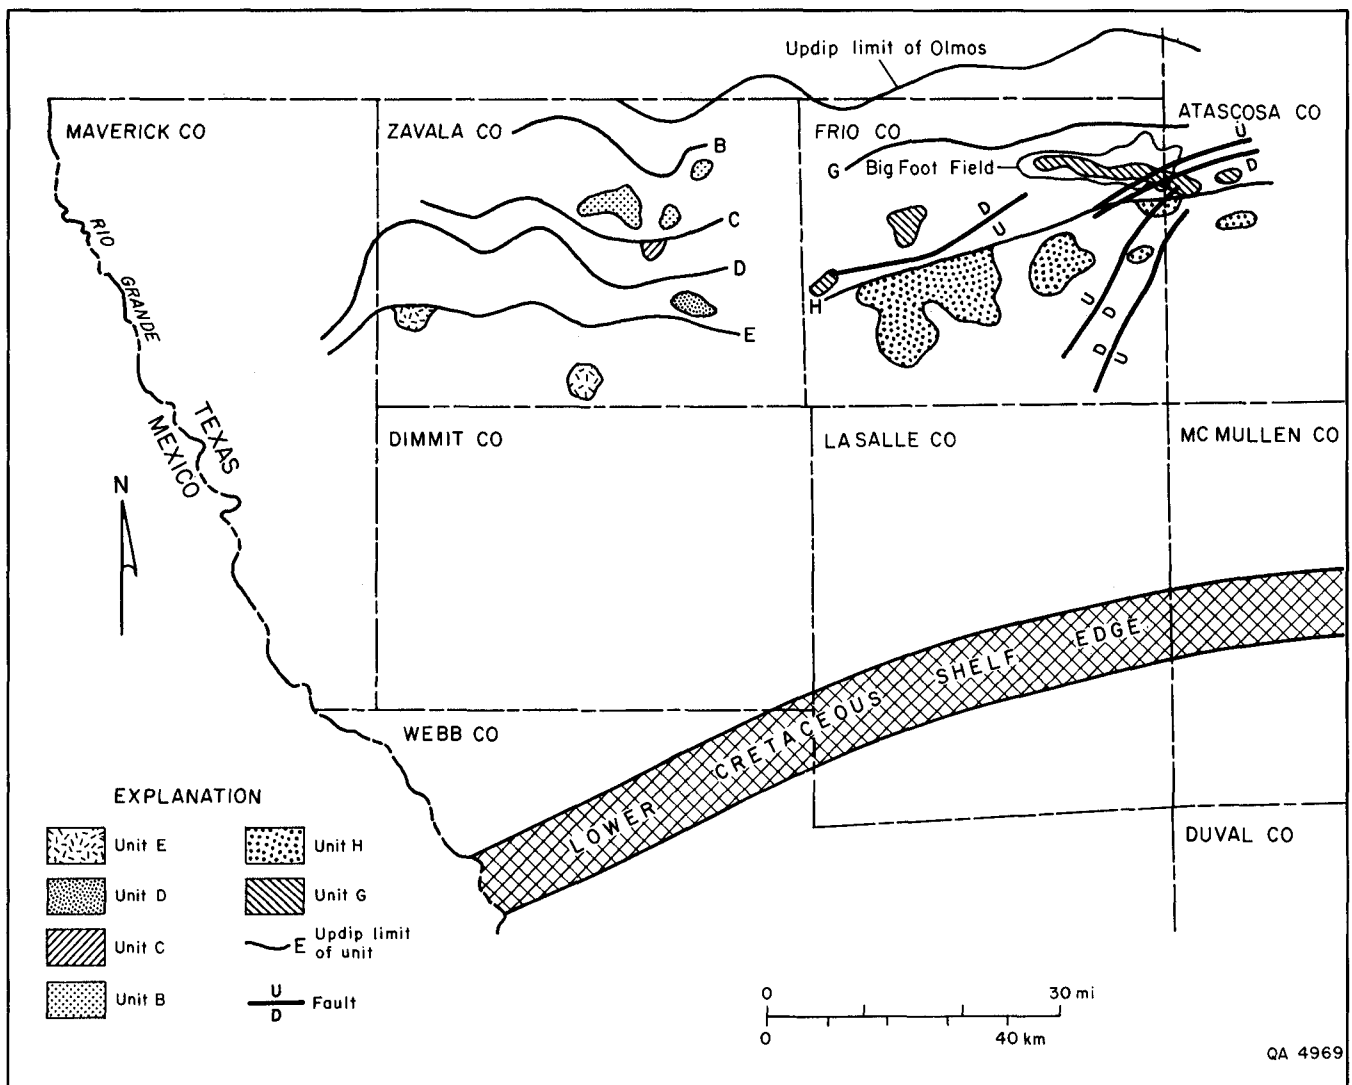 Updip limit of Olmos
MAVERICK CO
ZAVALA CO
FRIO CO
ATASCOSA CO
B
G
Big Foot Field
U
D
C
D
E
D
U
H
U
D
D
U
RIO
GRANDE
TEXAS
MEXICO
N
DIMMIT CO
LA SALLE CO
MC MULLEN CO
WEBB CO
LOWER CRETACEOUS SHELF EDGE
DUVAL CO
EXPLANATION
Unit E
Unit H
Unit D
Unit G
Unit C
E Updip limit
of unit
Unit B
U
D
Fault
0 30 mi
0 40 km
QA 4969